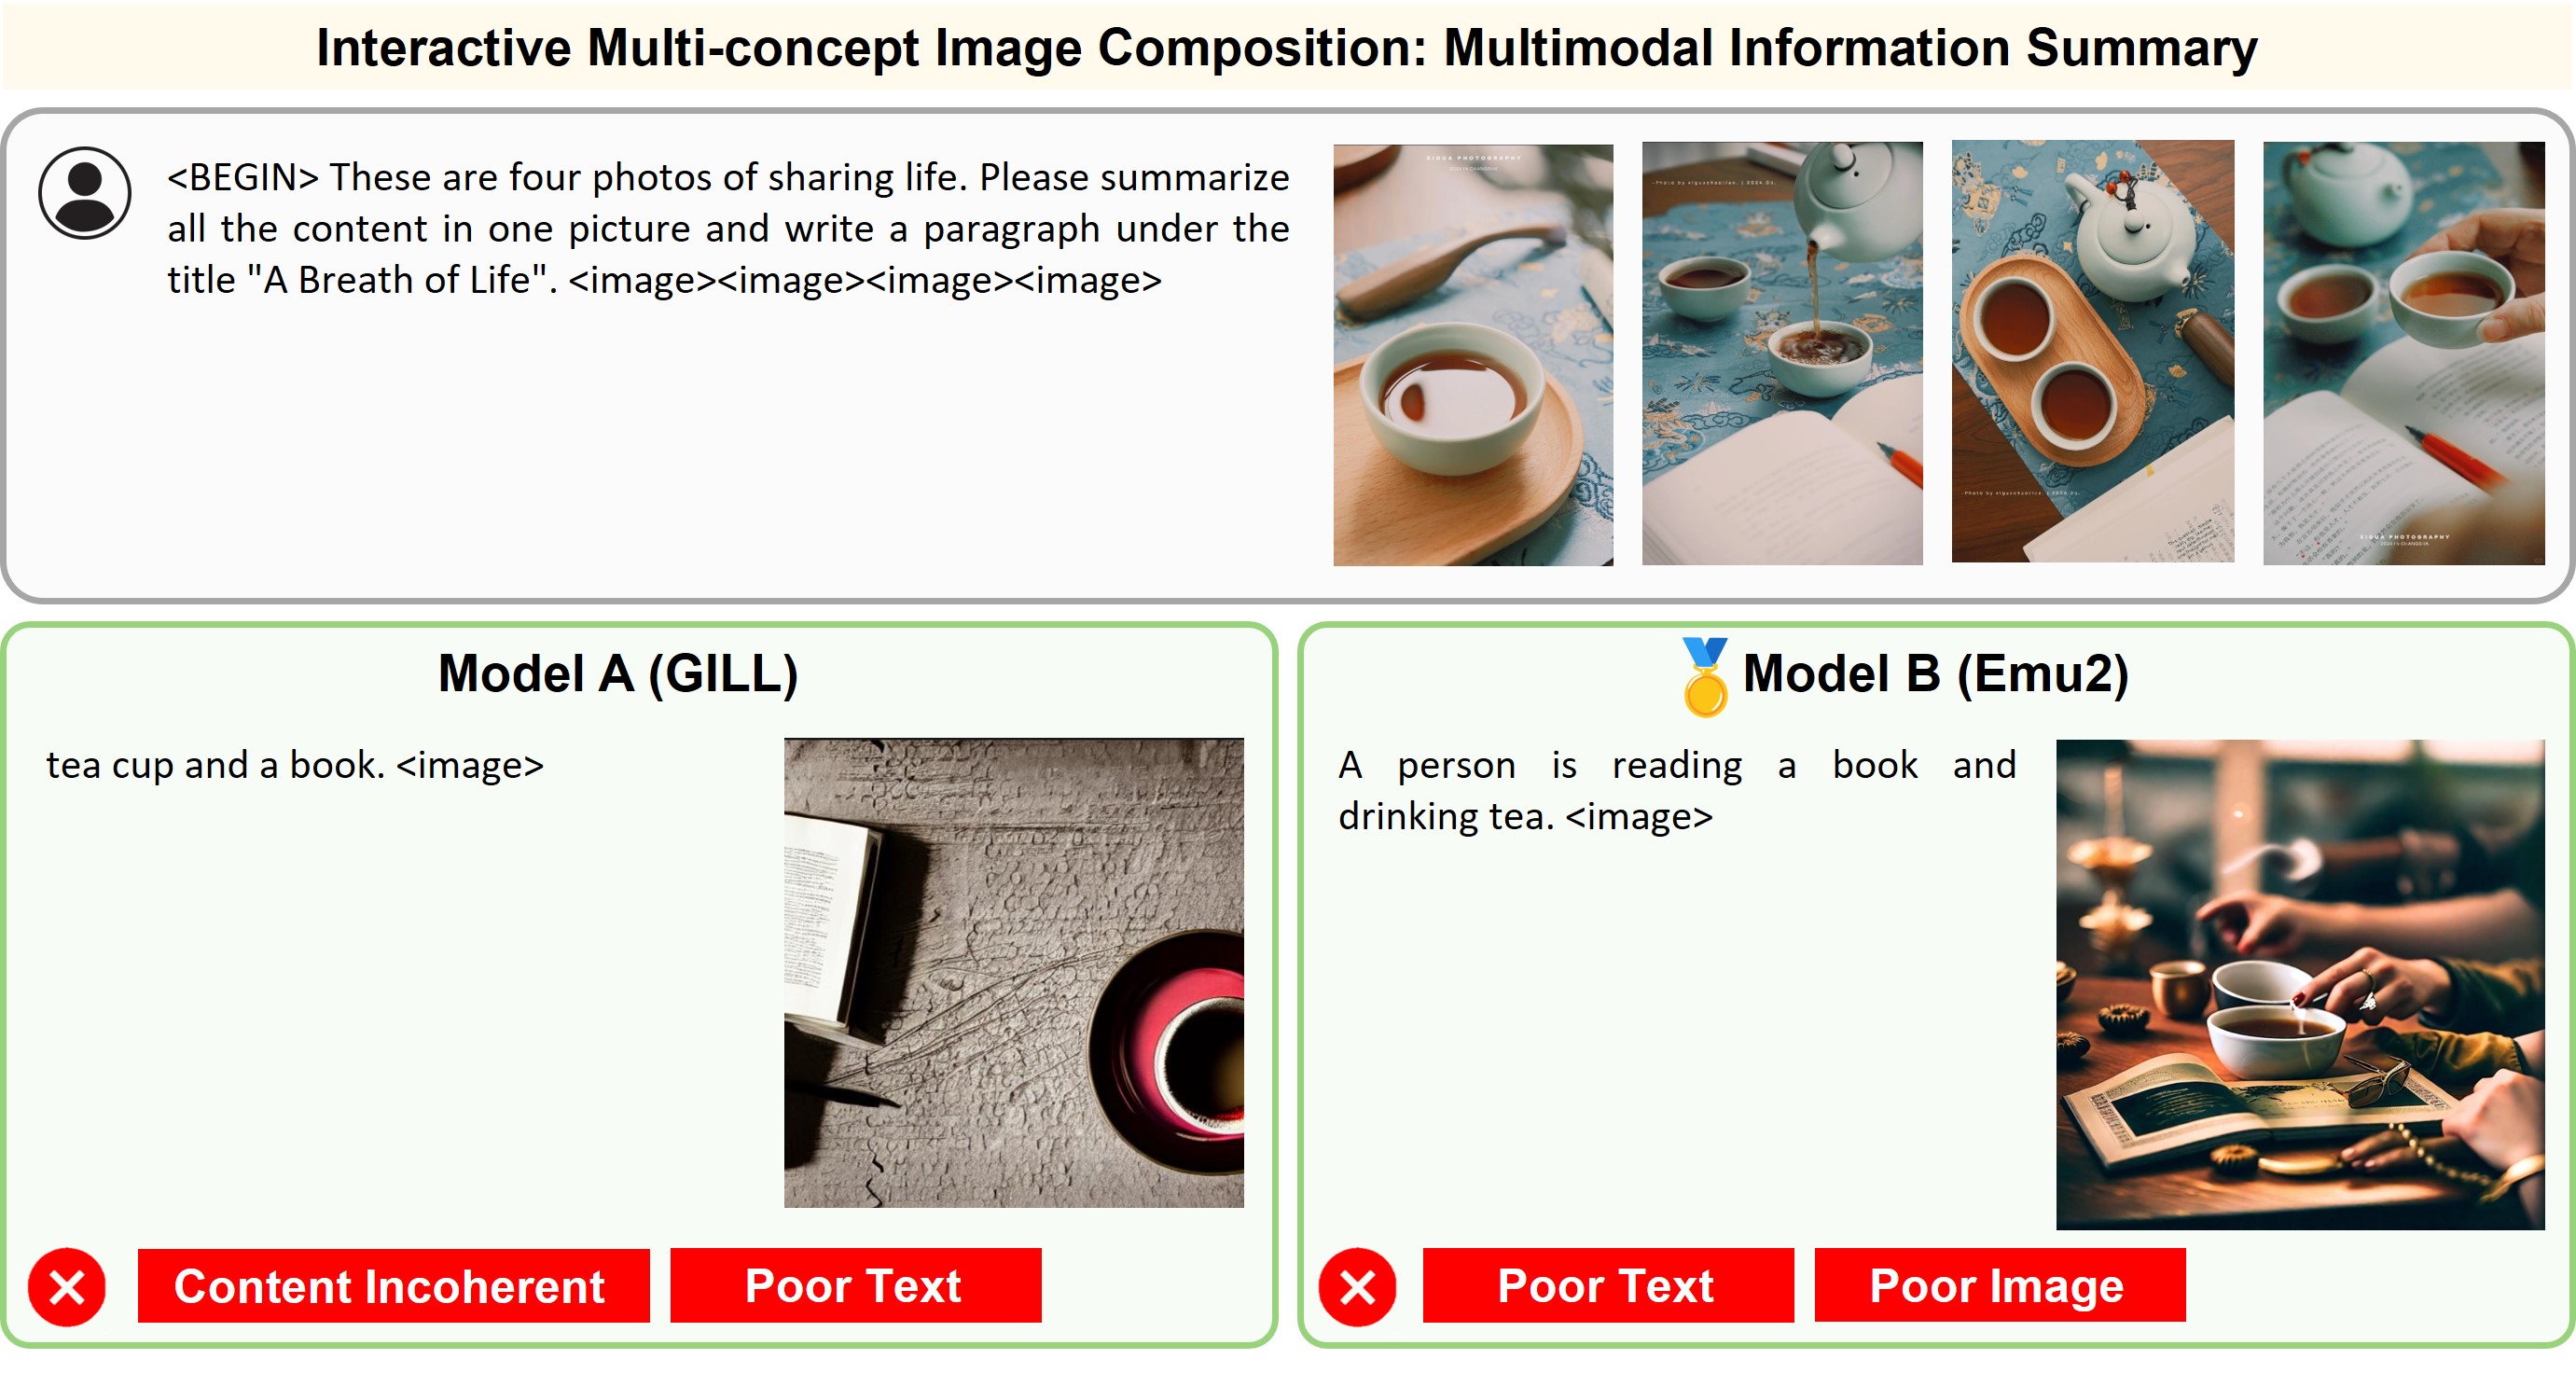 Interactive Multi-concept Image Composition: Multimodal Information Summary
<BEGIN> These are four photos of sharing life. Please summarize
all the content in one picture and write a paragraph under the
title "A Breath of Life". <image><image><image><image>
XIGUA PHOTOGRAPHY
Model A (GILL)
tea cup and a book. <image>
Content Incoherent
Poor Text
🏅Model B (Emu2)
A person is reading a book and
drinking tea. <image>
Poor Text
Poor Image